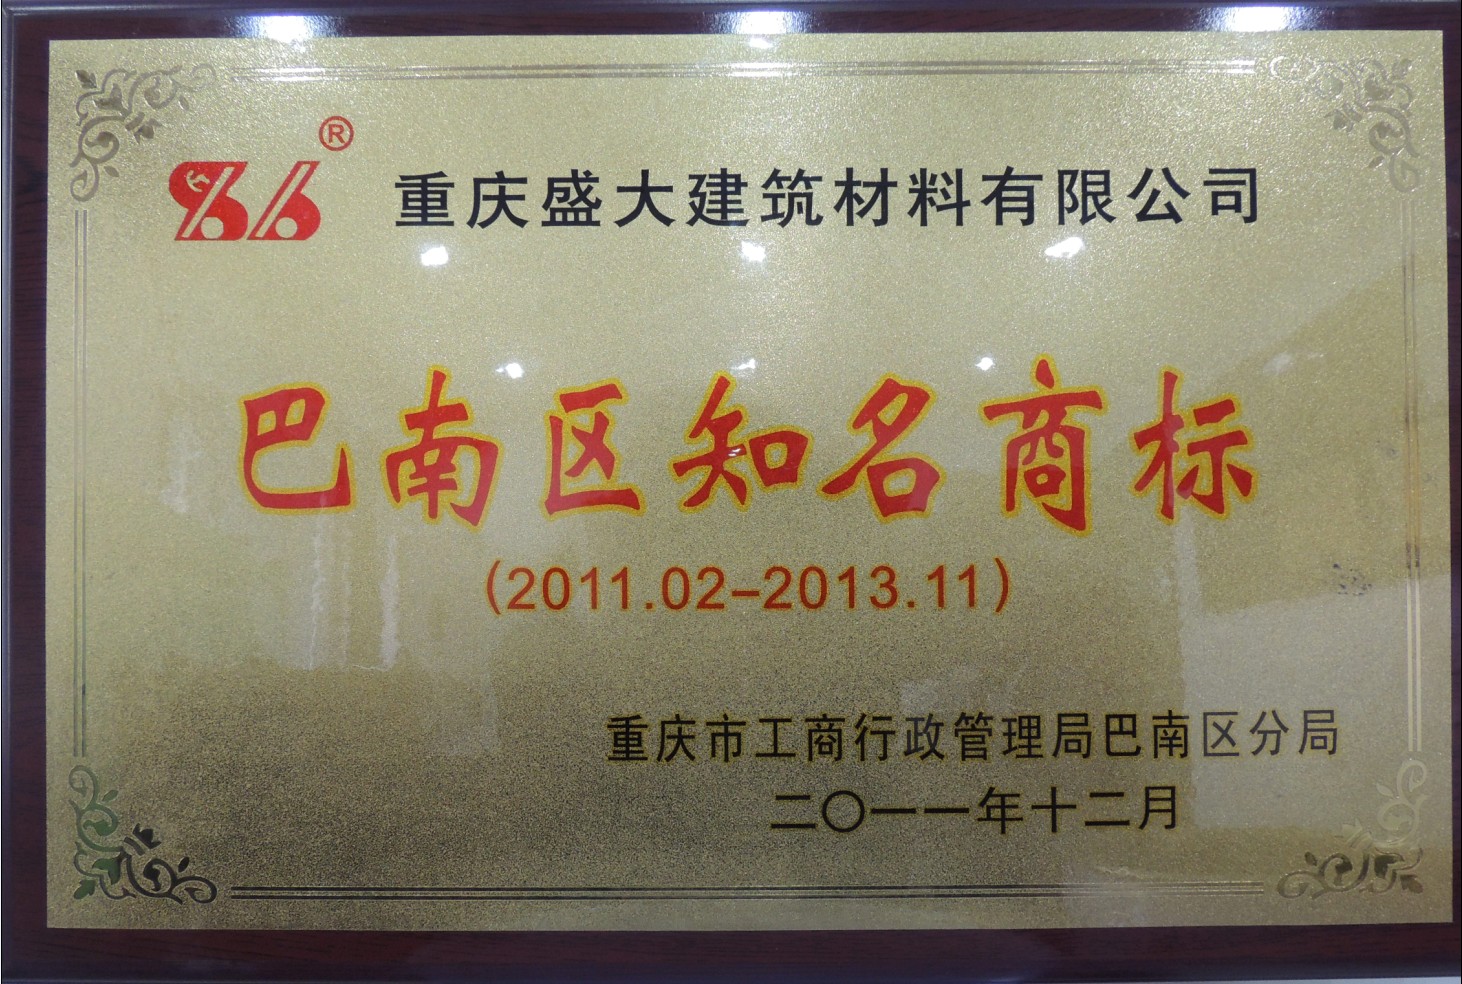 ®
重庆盛大建筑材料有限公司
巴南区知名商标
(2011.02-2013.11)
重庆市工商行政管理局巴南区分局
二〇一一年十二月